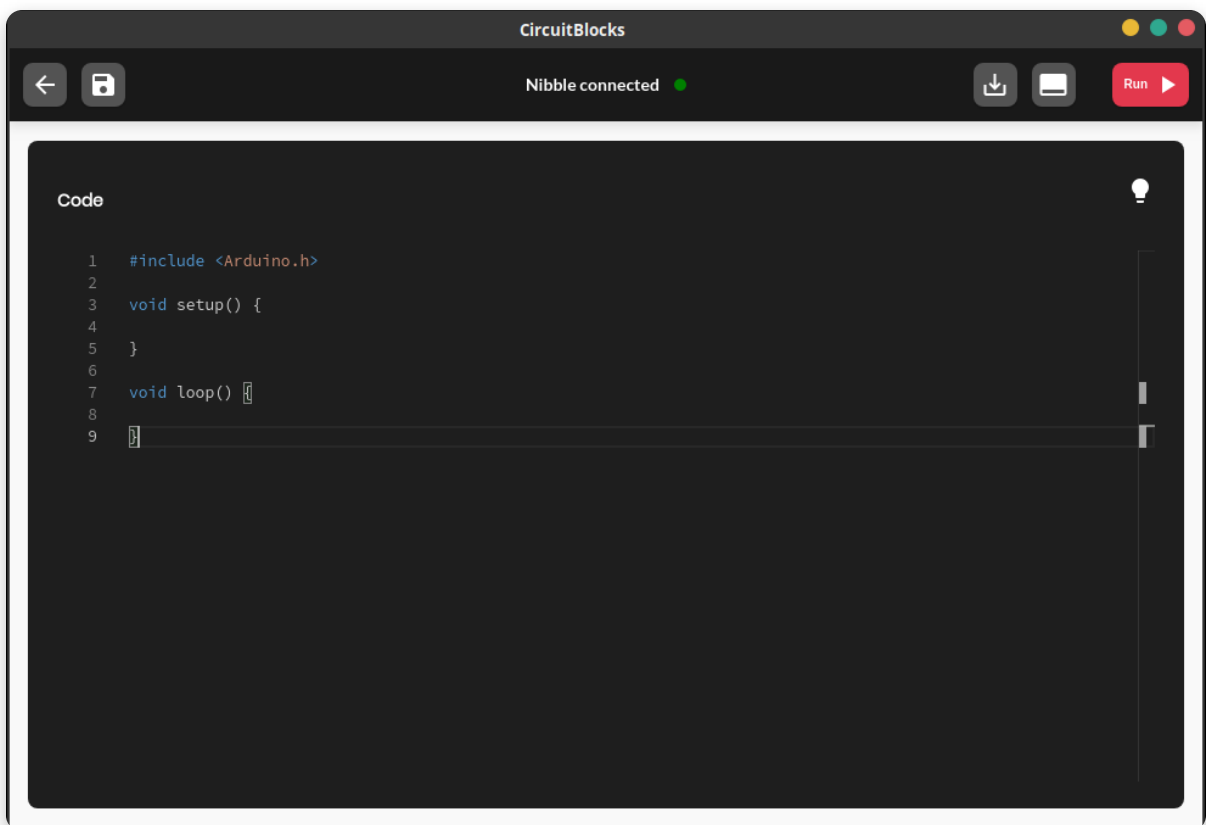 CircuitBlocks
Nibble connected
Run
Code
1 #include <Arduino.h>
2
3 void setup() {
4
5 }
6
7 void loop() {
8
9 }